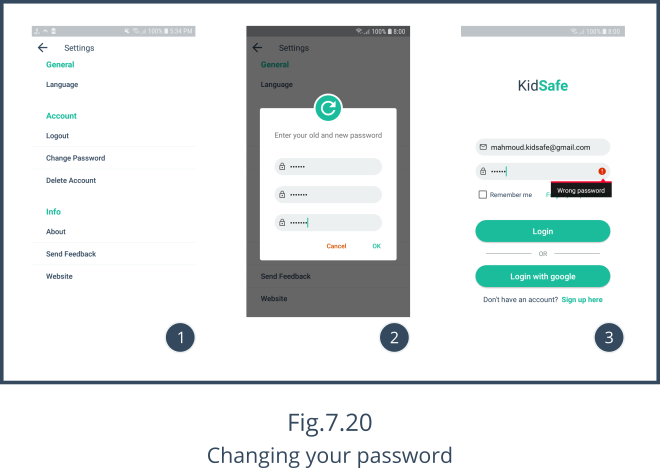 100% 5:34 PM
Settings
General
Language
Account
Logout
Change Password
Delete Account
Info
About
Send Feedback
Website
1
100% 8:00
Settings
General
Language
Enter your old and new password
••••••
•••••••
•••••••
Cancel OK
Send Feedback
Website
2
100% 8:00
KidSafe
mahmoud.kidsafe@gmail.com
••••••
Remember me
Wrong password
Login
OR
Login with google
Don't have an account? Sign up here
3
Fig.7.20
Changing your password